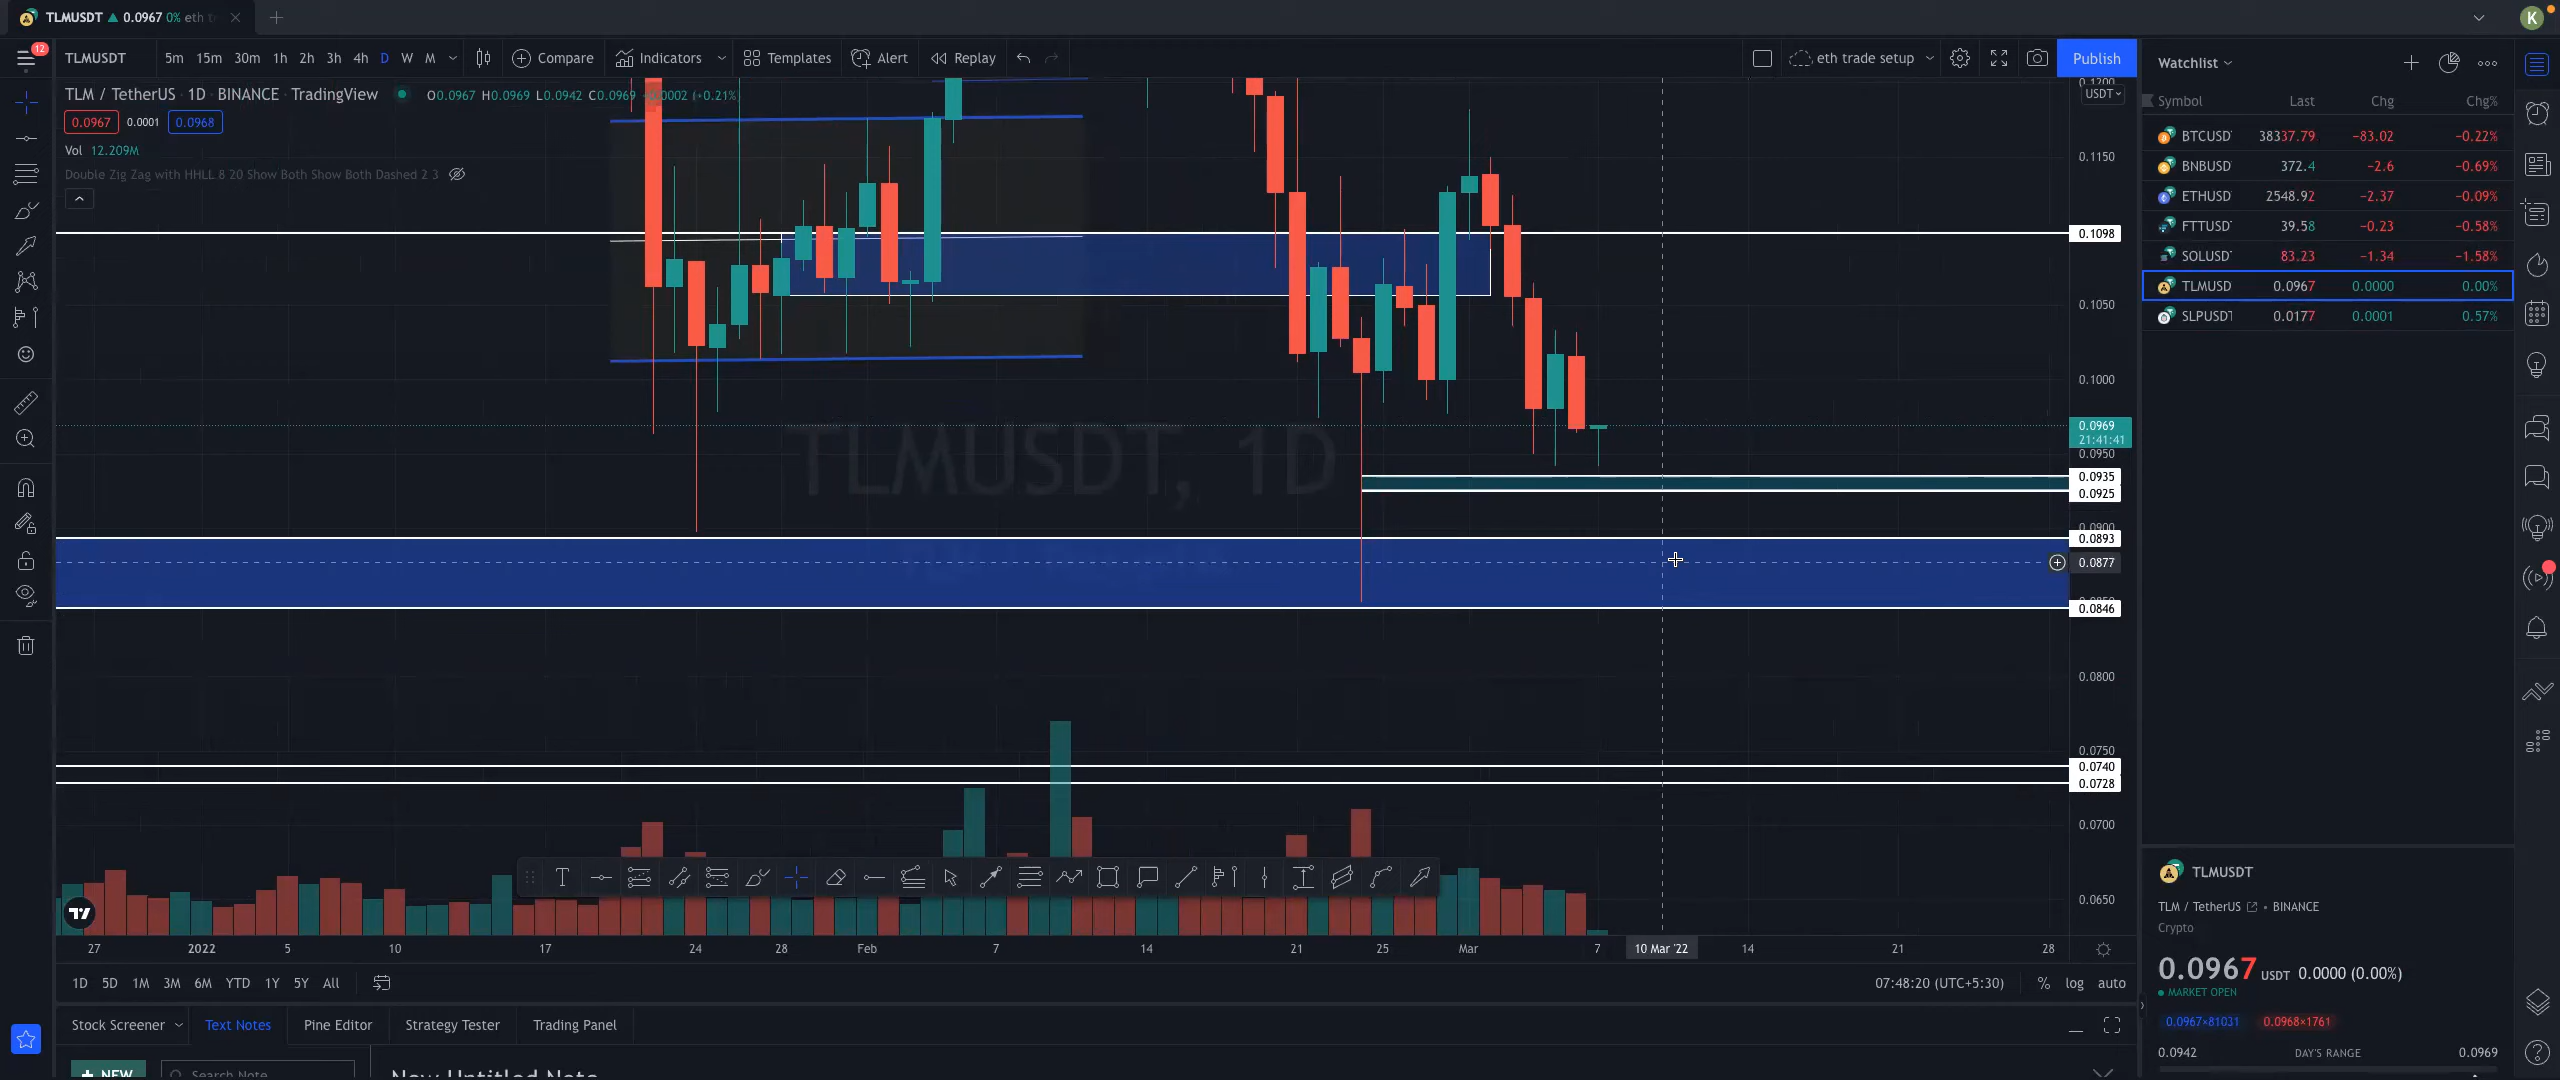 TLMUSDT ▲ 0.0967 0% eth t
K
12
TLMUSDT 5m 15m 30m 1h 2h 3h 4h D W M Compare Indicators Templates Alert Replay eth trade setup Publish
TLM / TetherUS · 1D · BINANCE · TradingView O0.0967 H0.0969 L0.0942 C0.0969 +0.0002 (+0.21%)
0.0967 0.0001 0.0968
Vol 12.209M
Double Zig Zag with HHLL 8 20 Show Both Show Both Dashed 2 3
TLMUSDT, 1D
0.1200
USDT
0.1150
0.1098
0.1050
0.1000
0.0969
21:41:41
0.0950
0.0935
0.0925
0.0900
0.0893
0.0877
0.0846
0.0800
0.0750
0.0740
0.0728
0.0700
0.0650
27 2022 5 10 17 24 28 Feb 7 14 21 25 Mar 7 10 Mar '22 14 21 28
1D 5D 1M 3M 6M YTD 1Y 5Y All 07:48:20 (UTC+5:30) % log auto
Stock Screener Text Notes Pine Editor Strategy Tester Trading Panel
NEW Search Note New Untitled Note
Watchlist
Symbol Last Chg Chg%
BTCUSD 38337.79 −83.02 −0.22%
BNBUSD 372.4 −2.6 −0.69%
ETHUSD 2548.92 −2.37 −0.09%
FTTUSD 39.58 −0.23 −0.58%
SOLUSD 83.23 −1.34 −1.58%
TLMUSD 0.0967 0.0000 0.00%
SLPUSDT 0.0177 0.0001 0.57%
TLMUSDT
TLM / TetherUS • BINANCE
Crypto
0.0967 USDT 0.0000 (0.00%)
MARKET OPEN
0.0967×81031 0.0968×1761
0.0942 DAY'S RANGE 0.0969